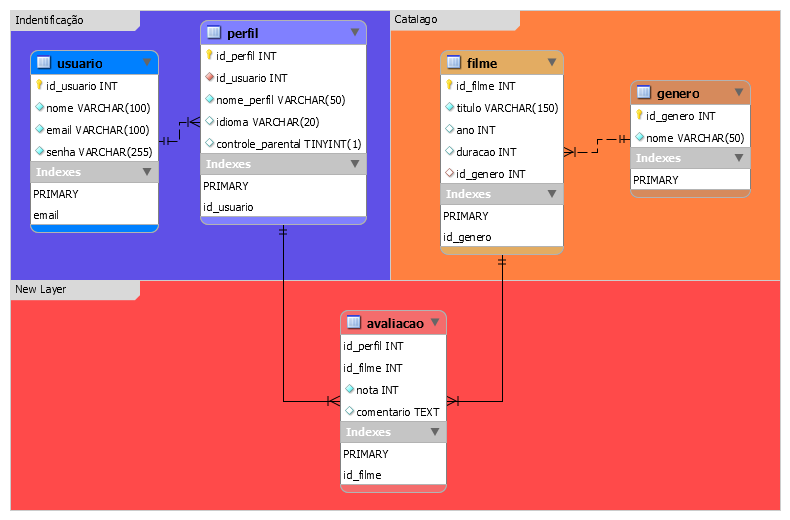 Indentificação
usuario
id_usuario INT
nome VARCHAR(100)
email VARCHAR(100)
senha VARCHAR(255)
Indexes
PRIMARY
email
perfil
id_perfil INT
id_usuario INT
nome_perfil VARCHAR(50)
idioma VARCHAR(20)
controle_parental TINYINT(1)
Indexes
PRIMARY
id_usuario
Catalago
filme
id_filme INT
titulo VARCHAR(150)
ano INT
duracao INT
id_genero INT
Indexes
PRIMARY
id_genero
genero
id_genero INT
nome VARCHAR(50)
Indexes
PRIMARY
New Layer
avaliacao
id_perfil INT
id_filme INT
nota INT
comentario TEXT
Indexes
PRIMARY
id_filme